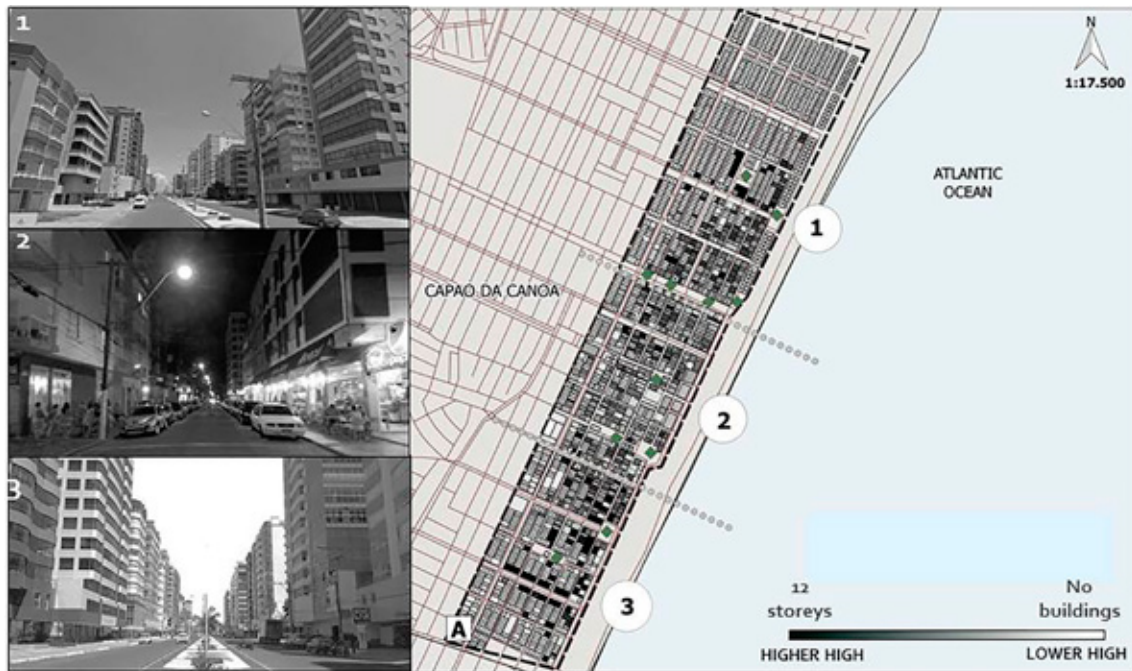 1
2
3
N
1:17.500
ATLANTIC
OCEAN
CAPAO DA CANOA
1
2
3
A
12
storeys
No
buildings
HIGHER HIGH
LOWER HIGH